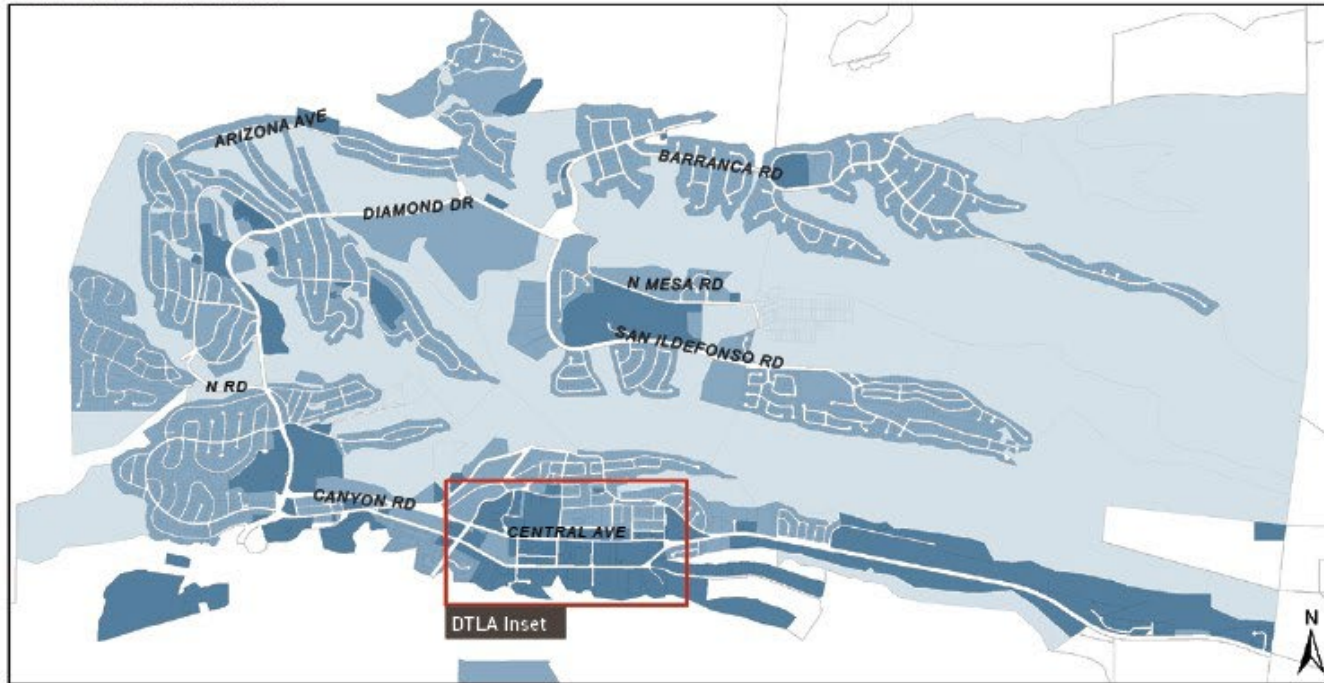 ARIZONA AVE
BARRANCA RD
DIAMOND DR
N MESA RD
SAN ILDEFONSO RD
N RD
CANYON RD
CENTRAL AVE
DTLA Inset
N